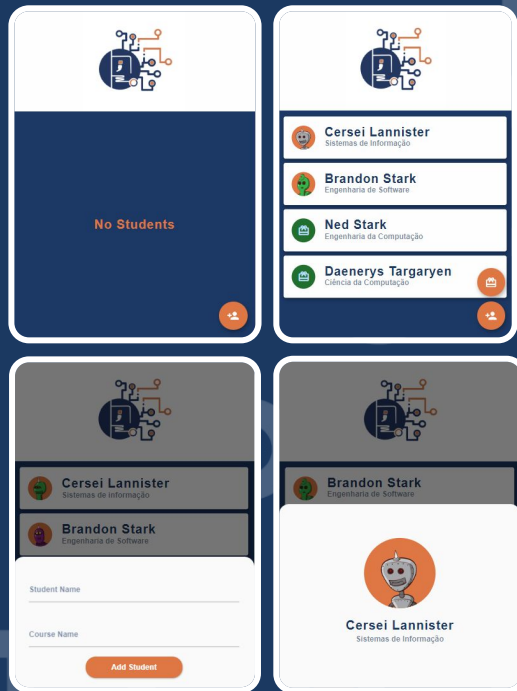 No Students
Cersei Lannister
Sistemas de Informação
Brandon Stark
Engenharia de Software
Ned Stark
Engenharia da Computação
Daenerys Targaryen
Ciência da Computação
Cersei Lannister
Sistemas de Informação
Brandon Stark
Engenharia de Software
Student Name
Course Name
Add Student
Brandon Stark
Engenharia de Software
Cersei Lannister
Sistemas de Informação